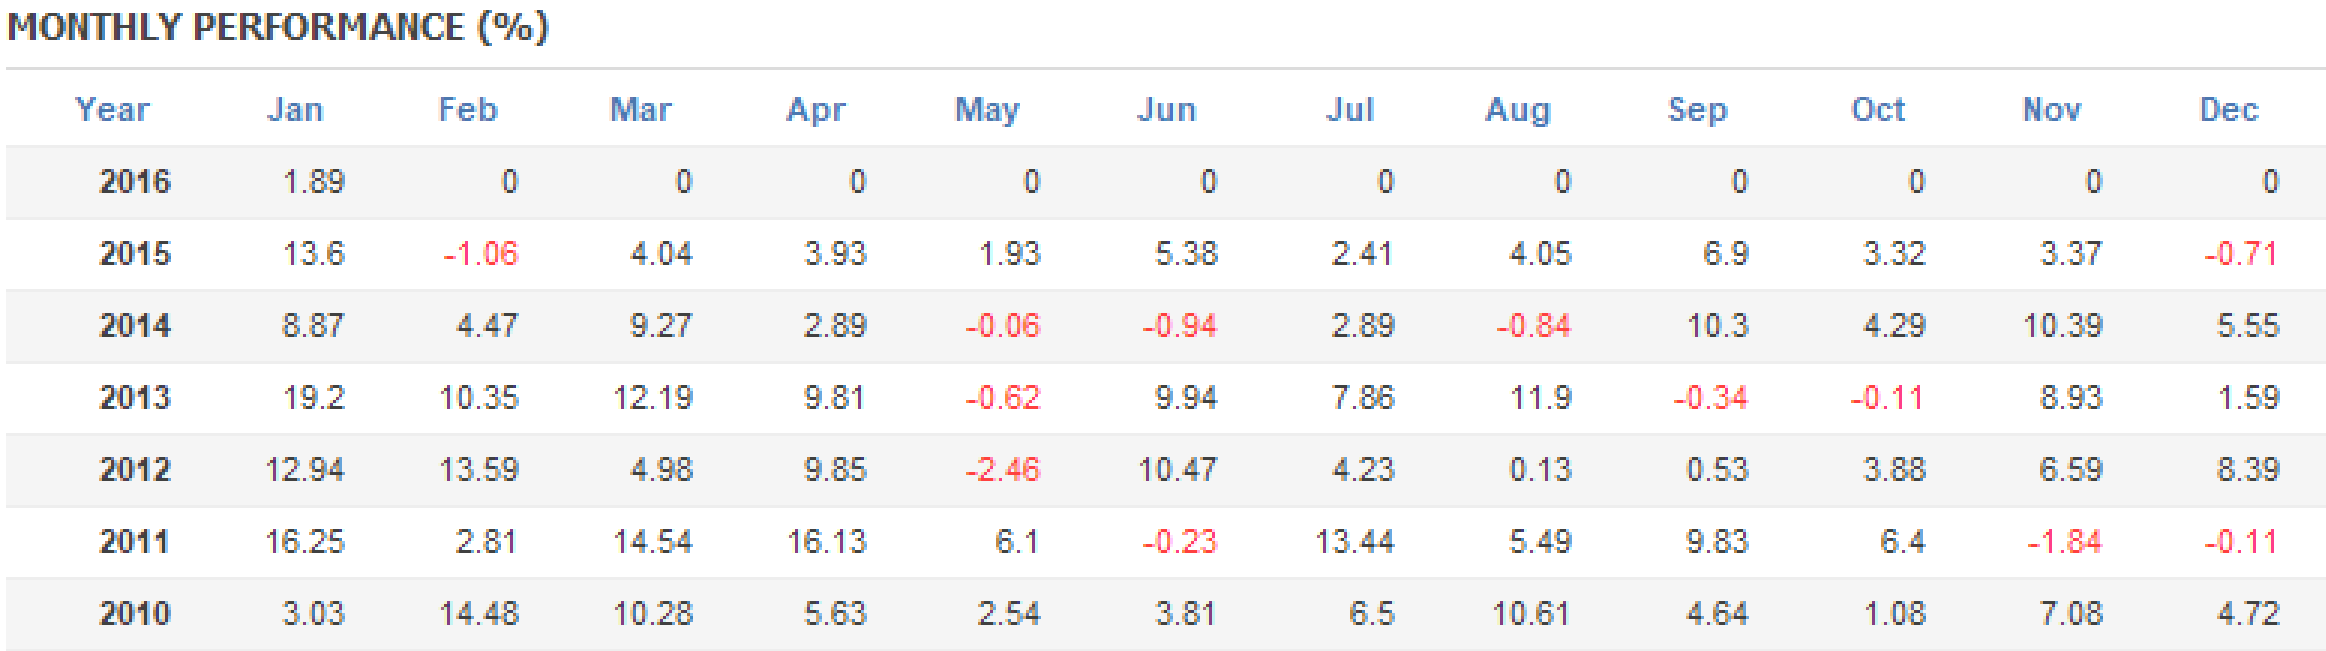 MONTHLY PERFORMANCE (%)
Year Jan Feb Mar Apr May Jun Jul Aug Sep Oct Nov Dec
2016 1.89 0 0 0 0 0 0 0 0 0 0 0
2015 13.6 -1.06 4.04 3.93 1.93 5.38 2.41 4.05 6.9 3.32 3.37 -0.71
2014 8.87 4.47 9.27 2.89 -0.06 -0.94 2.89 -0.84 10.3 4.29 10.39 5.55
2013 19.2 10.35 12.19 9.81 -0.62 9.94 7.86 11.9 -0.34 -0.11 8.93 1.59
2012 12.94 13.59 4.98 9.85 -2.46 10.47 4.23 0.13 0.53 3.88 6.59 8.39
2011 16.25 2.81 14.54 16.13 6.1 -0.23 13.44 5.49 9.83 6.4 -1.84 -0.11
2010 3.03 14.48 10.28 5.63 2.54 3.81 6.5 10.61 4.64 1.08 7.08 4.72